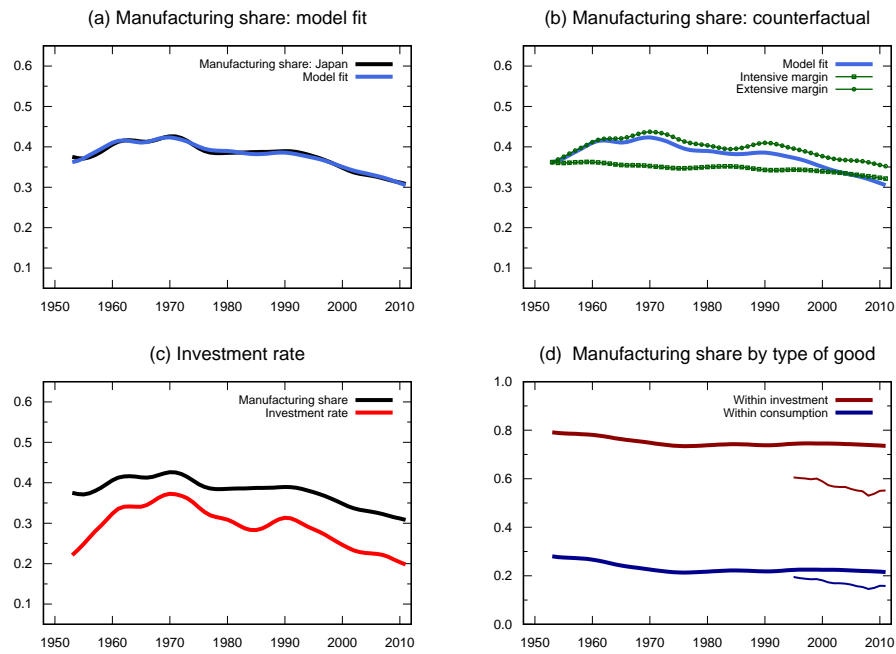 (a) Manufacturing share: model fit
0.6
0.5
0.4
0.3
0.2
0.1
Manufacturing share: Japan
Model fit
1950 1960 1970 1980 1990 2000 2010
(b) Manufacturing share: counterfactual
0.6
0.5
0.4
0.3
0.2
0.1
Model fit
Intensive margin
Extensive margin
1950 1960 1970 1980 1990 2000 2010
(c) Investment rate
0.6
0.5
0.4
0.3
0.2
0.1
Manufacturing share
Investment rate
1950 1960 1970 1980 1990 2000 2010
(d) Manufacturing share by type of good
1.0
0.8
0.6
0.4
0.2
0.0
Within investment
Within consumption
1950 1960 1970 1980 1990 2000 2010